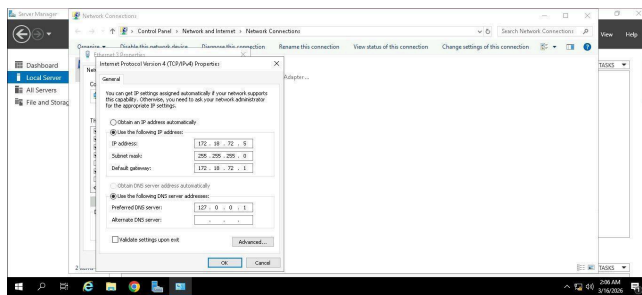 Server Manager
Network Connections
Control Panel > Network and Internet > Network Connections
Search Network Connections
View Help
Organize Disable this network device Diagnose this connection Rename this connection View status of this connection Change settings of this connection
Ethernet 1 Properties
Dashboard
Local Server
All Servers
File and Storag
Adapter...
TASKS
Internet Protocol Version 4 (TCP/IPv4) Properties
General
You can get IP settings assigned automatically if your network supports
this capability. Otherwise, you need to ask your network administrator
for the appropriate IP settings.
Obtain an IP address automatically
Use the following IP address:
IP address: 172 . 18 . 72 . 5
Subnet mask: 255 . 255 . 255 . 0
Default gateway: 172 . 18 . 72 . 1
Obtain DNS server address automatically
Use the following DNS server addresses:
Preferred DNS server: 127 . 0 . 0 . 1
Alternate DNS server: . . .
Validate settings upon exit
Advanced...
OK Cancel
TASKS
2:06 AM
3/16/2026